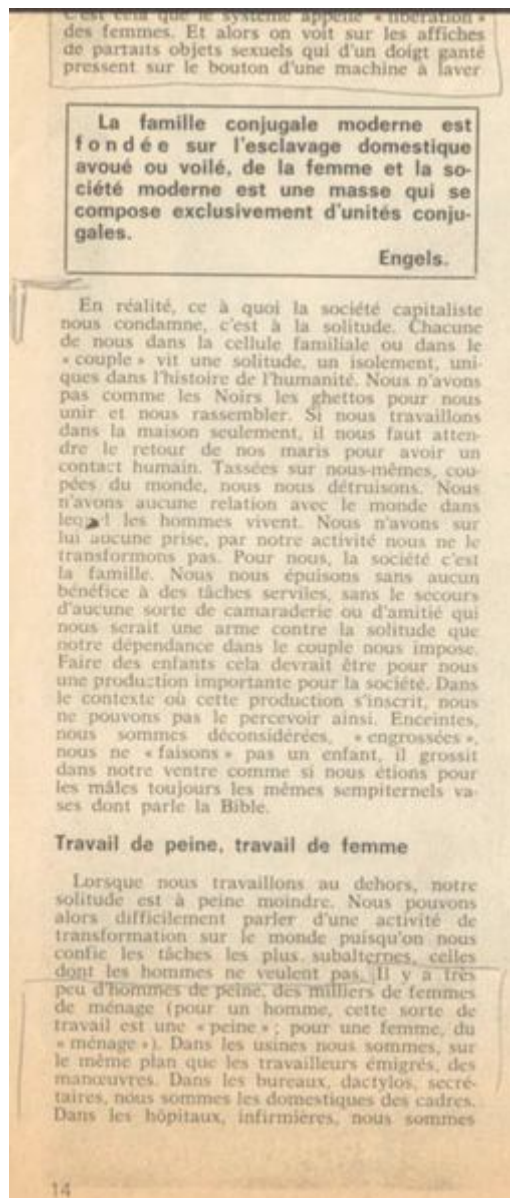 C'est cela que le système appelle « libération »
des femmes. Et alors on voit sur les affiches
de parfaits objets sexuels qui d'un doigt ganté
pressent sur le bouton d'une machine à laver
La famille conjugale moderne est
fondée sur l'esclavage domestique
avoué ou voilé, de la femme et la so-
ciété moderne est une masse qui se
compose exclusivement d'unités conju-
gales.
Engels.
En réalité, ce à quoi la société capitaliste
nous condamne, c'est à la solitude. Chacune
de nous dans la cellule familiale ou dans le
« couple » vit une solitude, un isolement, uni-
ques dans l'histoire de l'humanité. Nous n'avons
pas comme les Noirs les ghettos pour nous
unir et nous rassembler. Si nous travaillons
dans la maison seulement, il nous faut atten-
dre le retour de nos maris pour avoir un
contact humain. Tassées sur nous-mêmes, cou-
pées du monde, nous nous détruisons. Nous
n'avons aucune relation avec le monde dans
lequel les hommes vivent. Nous n'avons sur
lui aucune prise, par notre activité nous ne le
transformons pas. Pour nous, la société c'est
la famille. Nous nous épuisons sans aucun
bénéfice à des tâches serviles, sans le secours
d'aucune sorte de camaraderie ou d'amitié qui
nous serait une arme contre la solitude que
notre dépendance dans le couple nous impose.
Faire des enfants cela devrait être pour nous
une production importante pour la société. Dans
le contexte où cette production s'inscrit, nous
ne pouvons pas le percevoir ainsi. Enceintes,
nous sommes déconsidérées, « engrossées »,
nous ne « faisons » pas un enfant, il grossit
dans notre ventre comme si nous étions pour
les mâles toujours les mêmes sempiternels va-
ses dont parle la Bible.
Travail de peine, travail de femme
Lorsque nous travaillons au dehors, notre
solitude est à peine moindre. Nous pouvons
alors difficilement parler d'une activité de
transformation sur le monde puisqu'on nous
confie les tâches les plus subalternes, celles
dont les hommes ne veulent pas. Il y a très
peu d'hommes de peine, des milliers de femmes
de ménage (pour un homme, cette sorte de
travail est une « peine » ; pour une femme, du
« ménage »). Dans les usines nous sommes, sur
le même plan que les travailleurs émigrés, des
manœuvres. Dans les bureaux, dactylos, secré-
taires, nous sommes les domestiques des cadres.
Dans les hôpitaux, infirmières, nous sommes
14